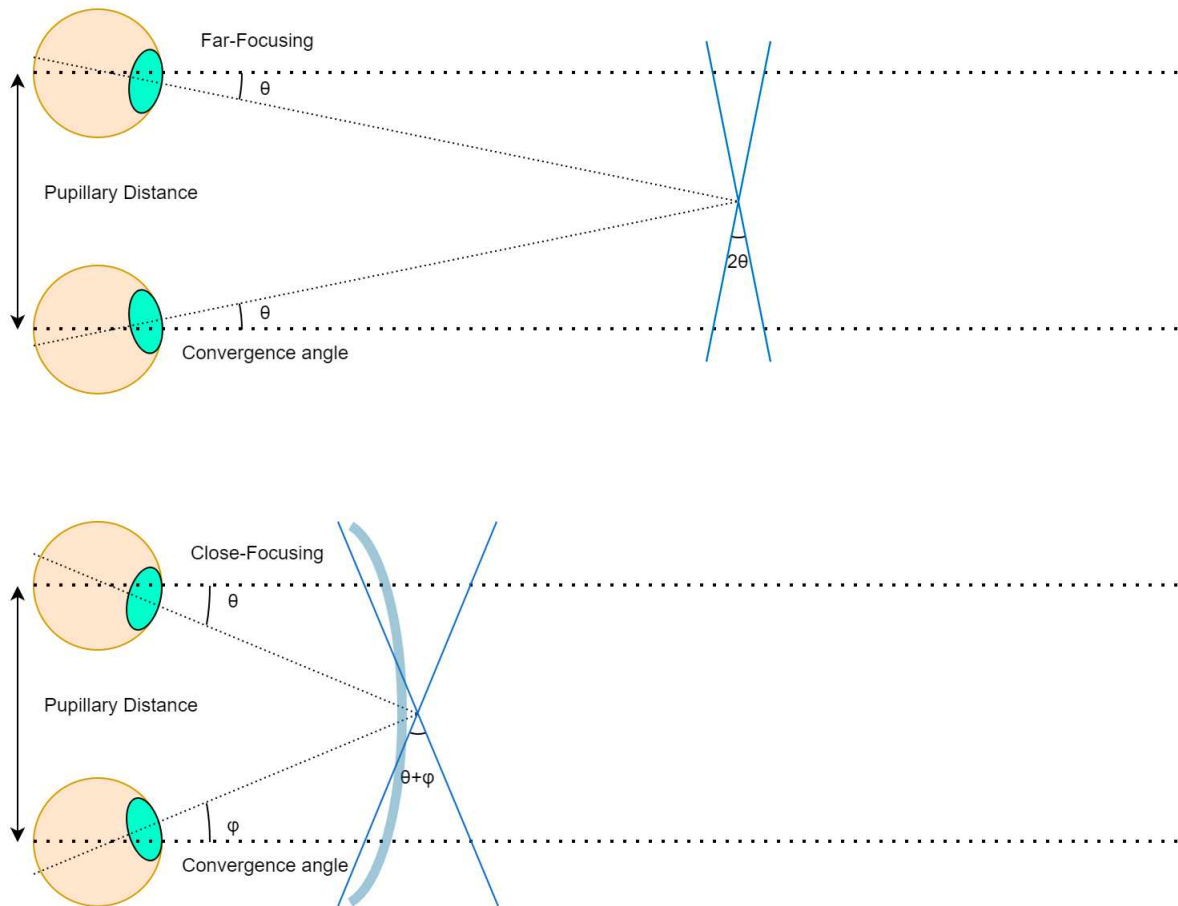 Far-Focusing
θ
Pupillary Distance
2θ
θ
Convergence angle
Close-Focusing
θ
Pupillary Distance
θ+φ
φ
Convergence angle